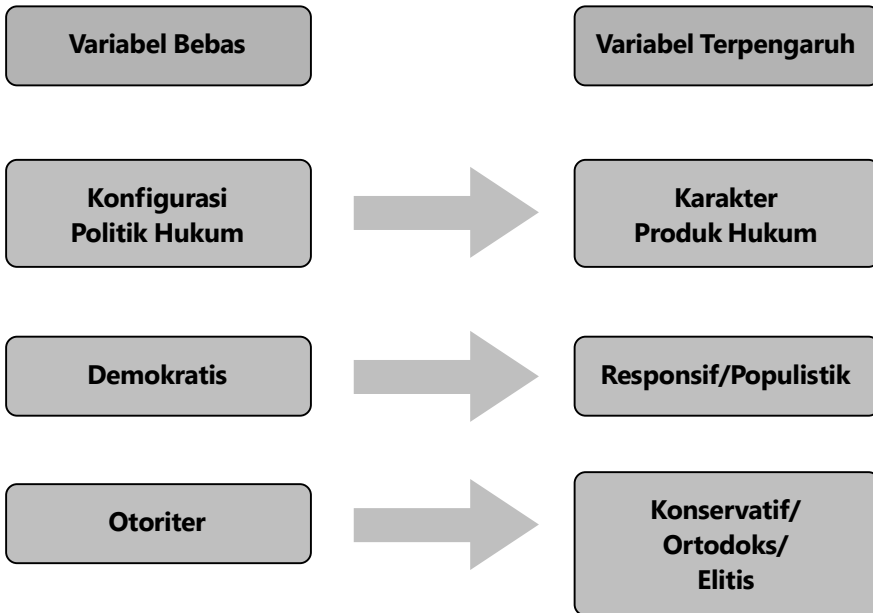 Variabel Bebas
Variabel Terpengaruh
Konfigurasi
Politik Hukum
Karakter
Produk Hukum
Demokratis
Responsif/Populistik
Otoriter
Konservatif/
Ortodoks/
Elitis